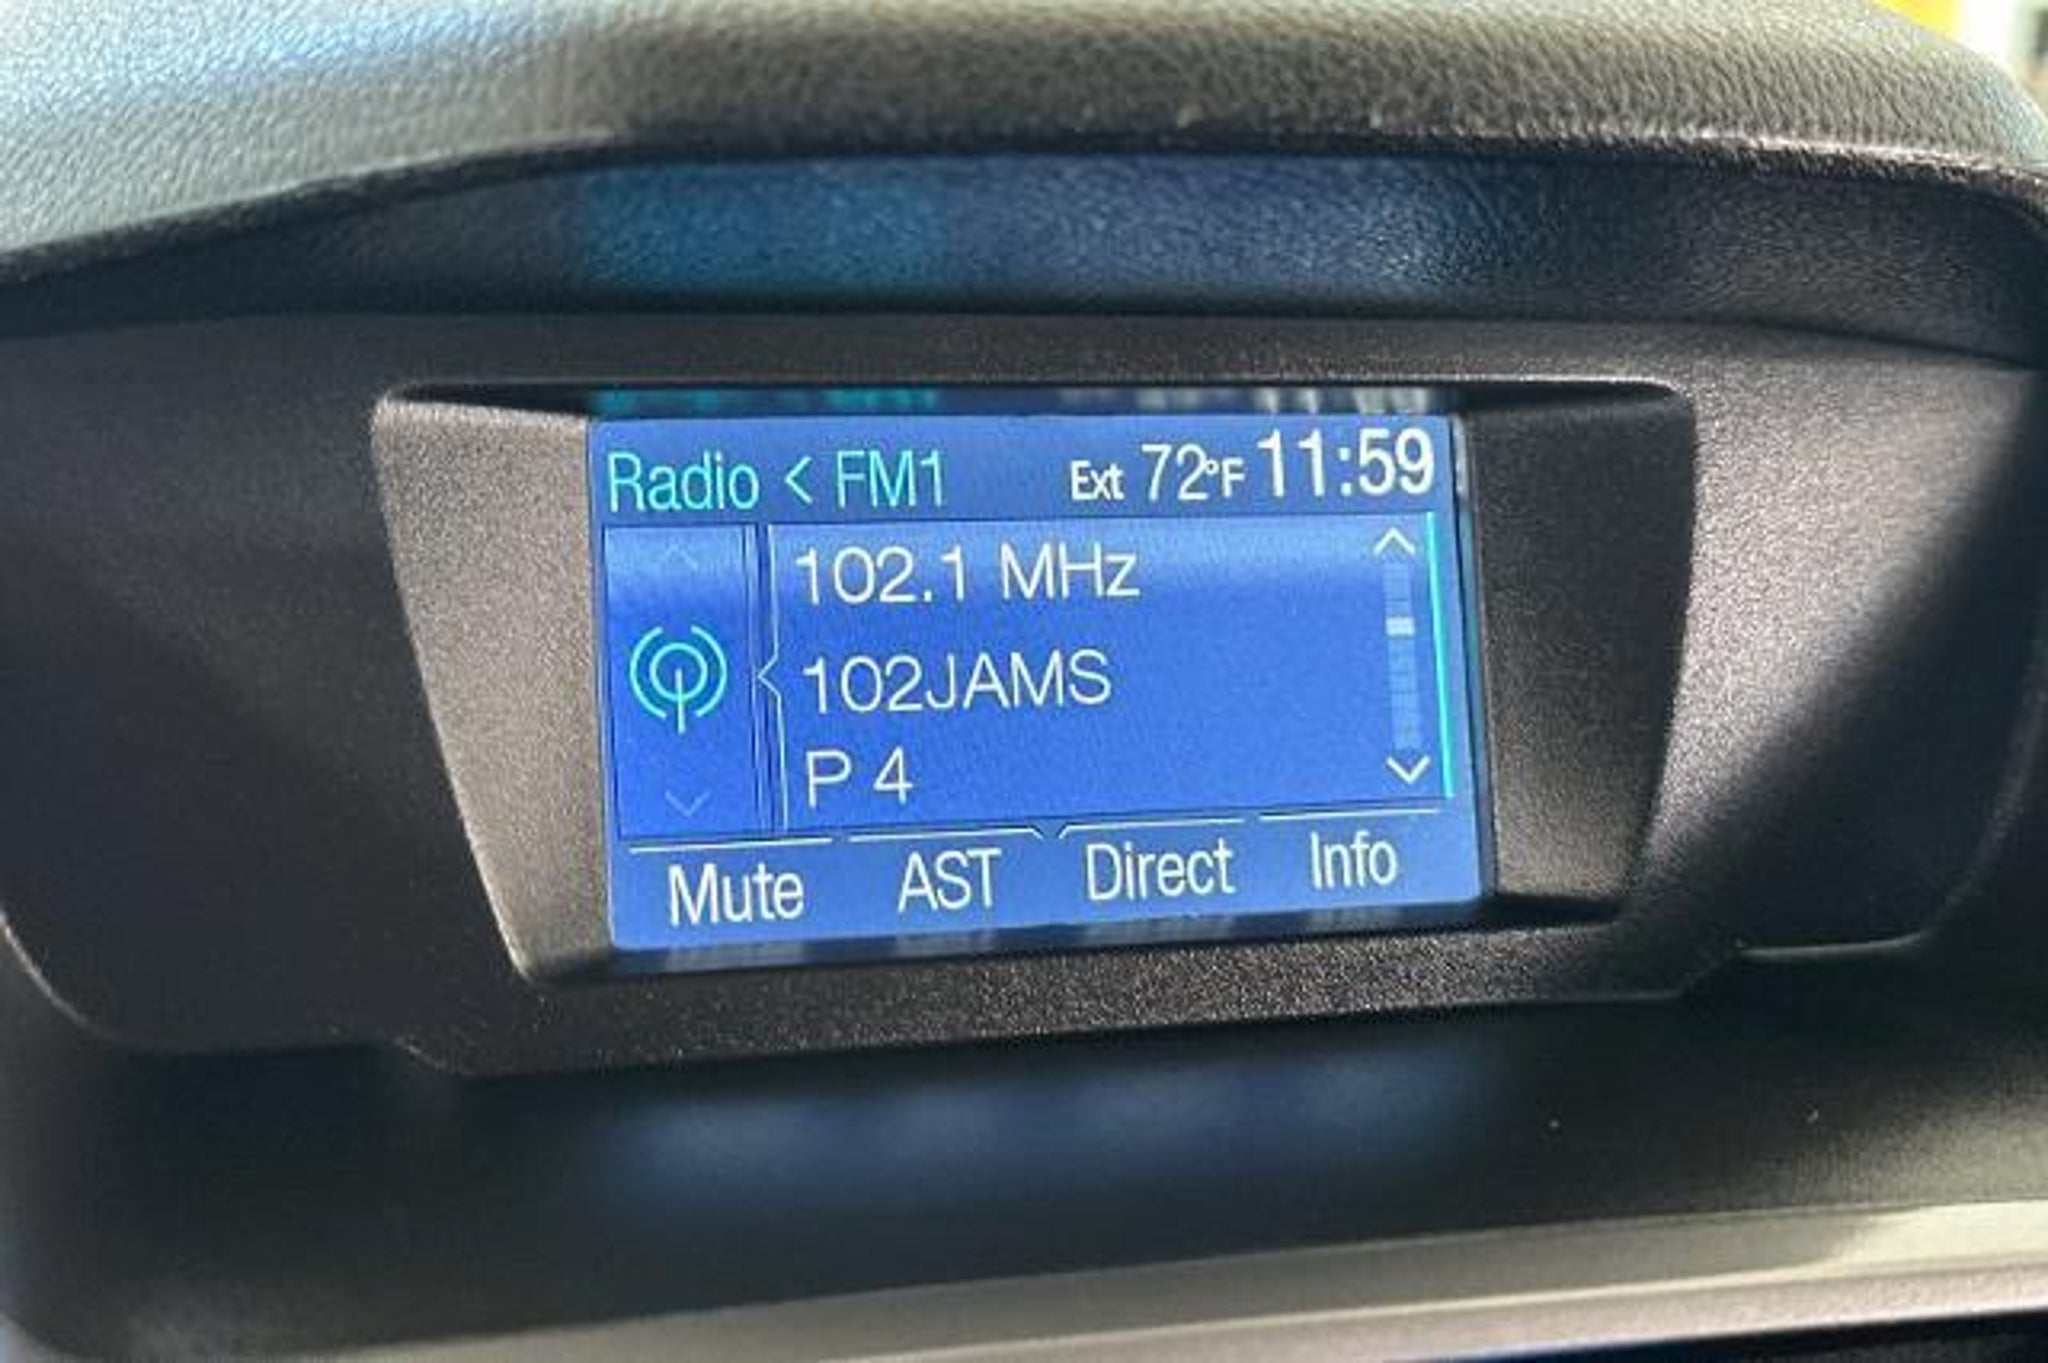 Radio < FM1 Ext 72°F 11:59
102.1 MHz
102JAMS
P 4
Mute AST Direct Info